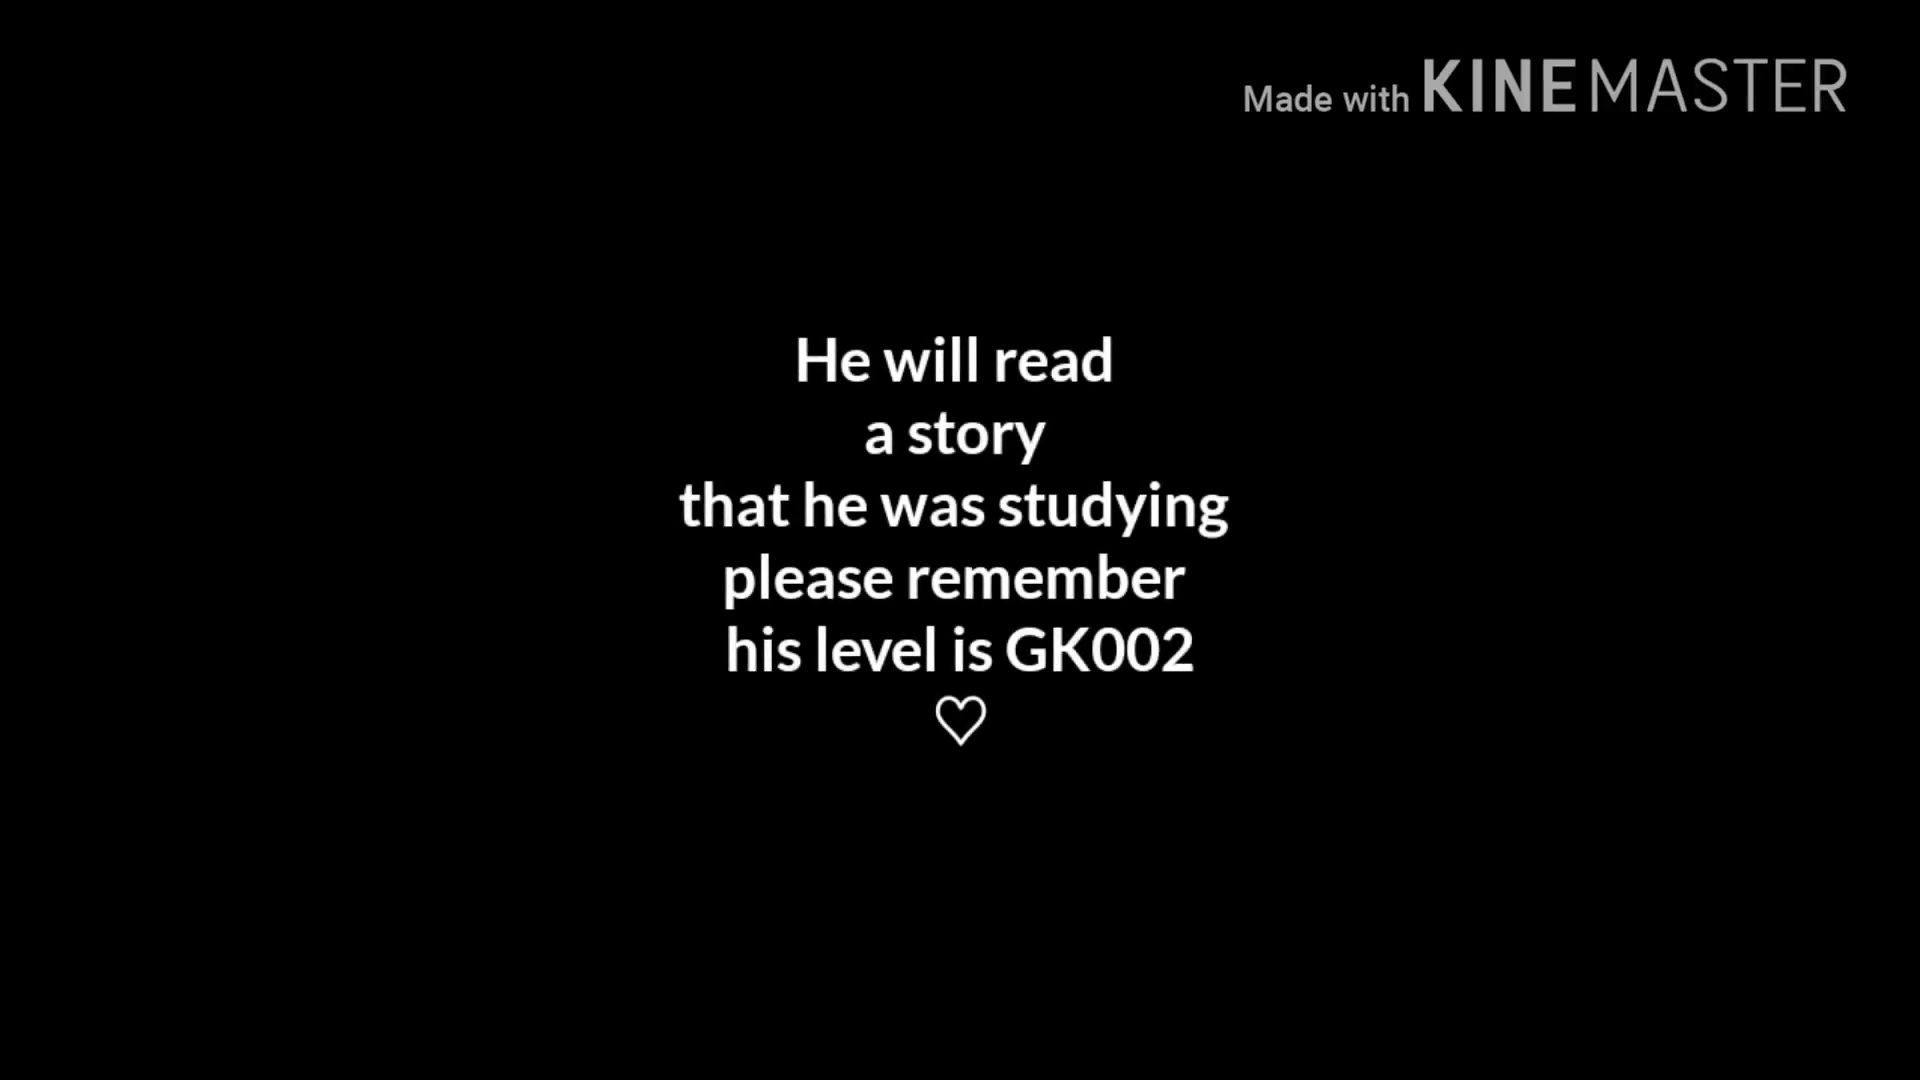 Made with KINEMASTER
He will read
a story
that he was studying
please remember
his level is GK002
♡